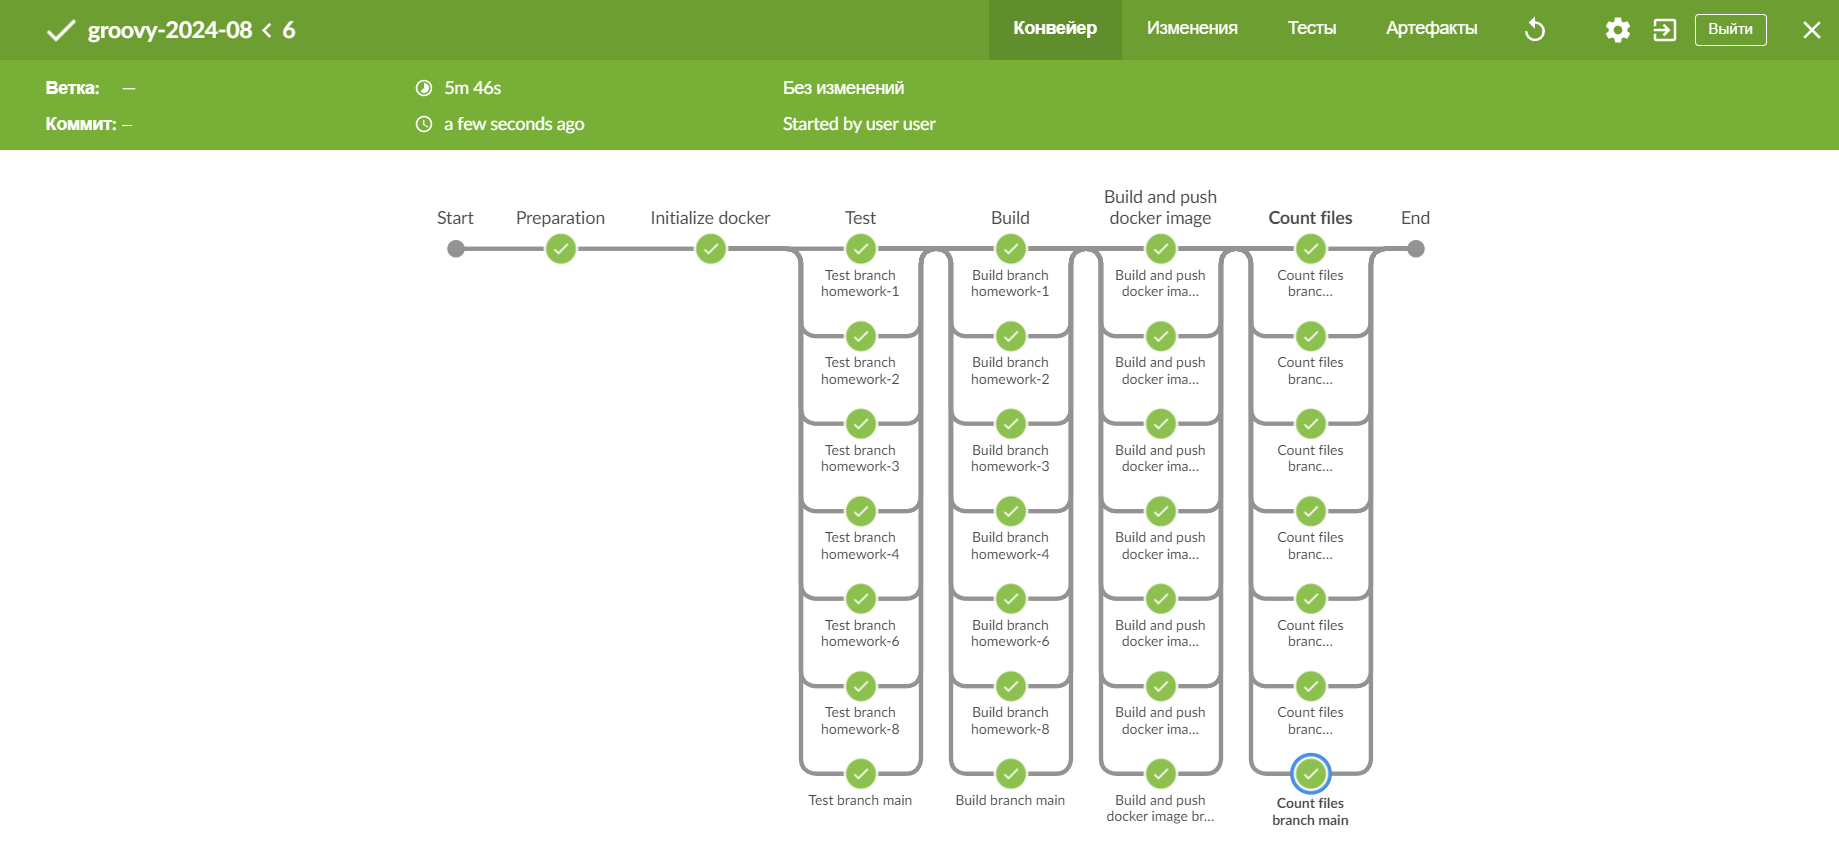 groovy-2024-08 < 6
Конвейер
Изменения
Тесты
Артефакты
Выйти
Ветка: —
5m 46s
Без изменений
Коммит: —
a few seconds ago
Started by user user
Start
Preparation
Initialize docker
Test
Build
Build and push
docker image
Count files
End
Test branch
homework-1
Build branch
homework-1
Build and push
docker ima...
Count files
branc...
Test branch
homework-2
Build branch
homework-2
Build and push
docker ima...
Count files
branc...
Test branch
homework-3
Build branch
homework-3
Build and push
docker ima...
Count files
branc...
Test branch
homework-4
Build branch
homework-4
Build and push
docker ima...
Count files
branc...
Test branch
homework-6
Build branch
homework-6
Build and push
docker ima...
Count files
branc...
Test branch
homework-8
Build branch
homework-8
Build and push
docker ima...
Count files
branc...
Test branch main
Build branch main
Build and push
docker image br...
Count files
branch main